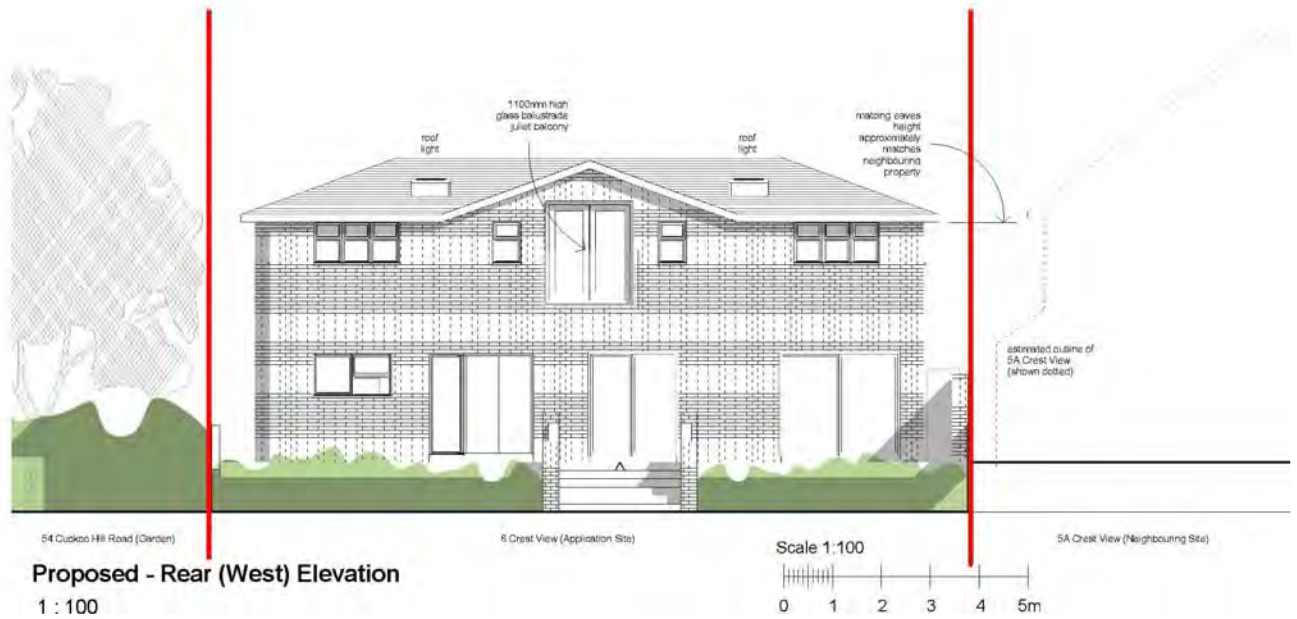 1100mm high
glass balustrade
juliet balcony
roof
light
roof
light
matcing eaves
height
approximately
matches
neighbouring
property
estimated outline of
5A Crest View
(shown dotted)
54 Cuckoo Hill Road (Garden)
6 Crest View (Application Site)
5A Crest View (Neighbouring Site)
Proposed - Rear (West) Elevation
1 : 100
Scale 1:100
0 1 2 3 4 5m